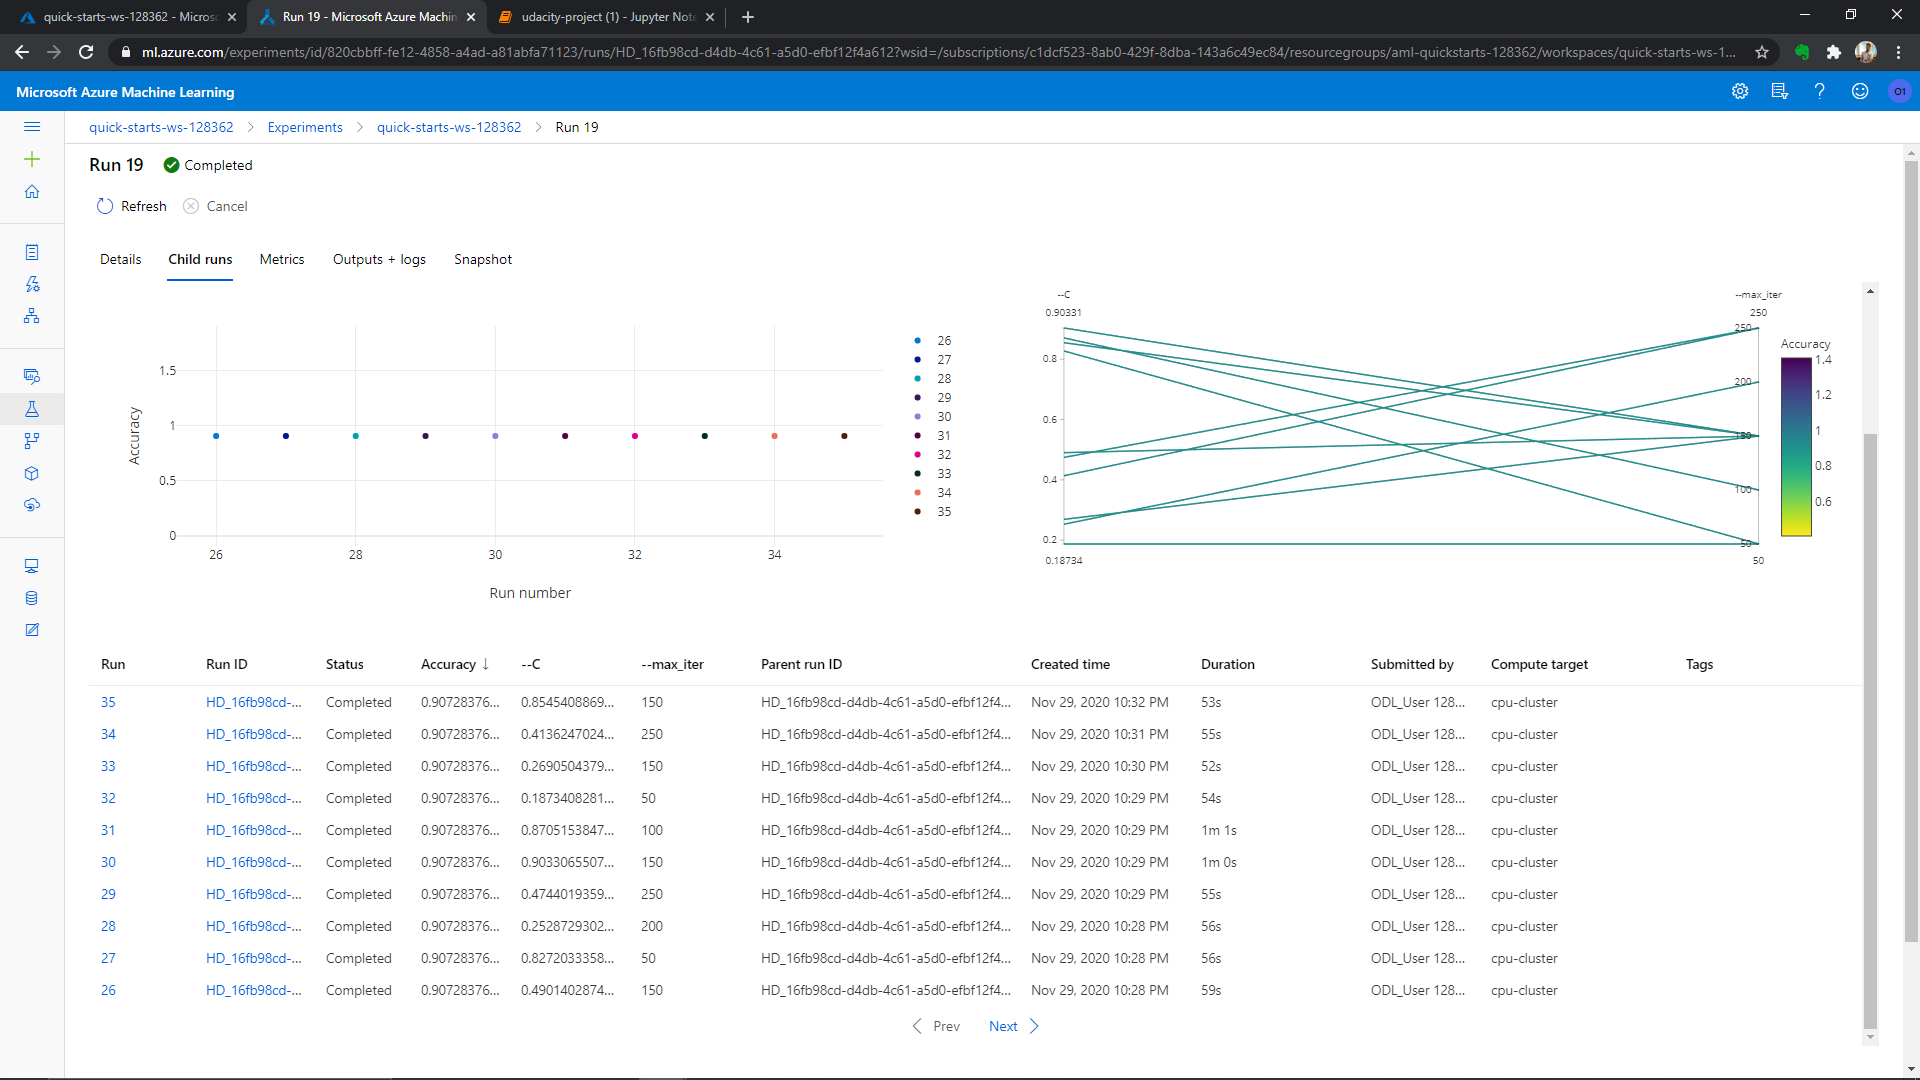 quick-starts-ws-128362 - Micros
Run 19 - Microsoft Azure Machin
udacity-project (1) - Jupyter Note
ml.azure.com/experiments/id/820cbbff-fe12-4858-a4ad-a81abfa71123/runs/HD_16fb98cd-d4db-4c61-a5d0-efbf12f4a612?wsid=/subscriptions/c1dcf523-8ab0-429f-8dba-143a6c49ec84/resourcegroups/aml-quickstarts-128362/workspaces/quick-starts-ws-1...
Microsoft Azure Machine Learning
O1
quick-starts-ws-128362 > Experiments > quick-starts-ws-128362 > Run 19
Run 19 Completed
Refresh Cancel
Details Child runs Metrics Outputs + logs Snapshot
Accuracy
1.5
1
0.5
0
26 28 30 32 34
Run number
26
27
28
29
30
31
32
33
34
35
--C
0.90331
0.8
0.6
0.4
0.2
0.18734
--max_iter
250
250
200
150
100
50
50
Accuracy
1.4
1.2
1
0.8
0.6
Run Run ID Status Accuracy ↓ --C --max_iter Parent run ID Created time Duration Submitted by Compute target Tags
35 HD_16fb98cd-... Completed 0.90728376... 0.8545408869... 150 HD_16fb98cd-d4db-4c61-a5d0-efbf12f4... Nov 29, 2020 10:32 PM 53s ODL_User 128... cpu-cluster
34 HD_16fb98cd-... Completed 0.90728376... 0.4136247024... 250 HD_16fb98cd-d4db-4c61-a5d0-efbf12f4... Nov 29, 2020 10:31 PM 55s ODL_User 128... cpu-cluster
33 HD_16fb98cd-... Completed 0.90728376... 0.2690504379... 150 HD_16fb98cd-d4db-4c61-a5d0-efbf12f4... Nov 29, 2020 10:30 PM 52s ODL_User 128... cpu-cluster
32 HD_16fb98cd-... Completed 0.90728376... 0.1873408281... 50 HD_16fb98cd-d4db-4c61-a5d0-efbf12f4... Nov 29, 2020 10:29 PM 54s ODL_User 128... cpu-cluster
31 HD_16fb98cd-... Completed 0.90728376... 0.8705153847... 100 HD_16fb98cd-d4db-4c61-a5d0-efbf12f4... Nov 29, 2020 10:29 PM 1m 1s ODL_User 128... cpu-cluster
30 HD_16fb98cd-... Completed 0.90728376... 0.9033065507... 150 HD_16fb98cd-d4db-4c61-a5d0-efbf12f4... Nov 29, 2020 10:29 PM 1m 0s ODL_User 128... cpu-cluster
29 HD_16fb98cd-... Completed 0.90728376... 0.4744019359... 250 HD_16fb98cd-d4db-4c61-a5d0-efbf12f4... Nov 29, 2020 10:29 PM 55s ODL_User 128... cpu-cluster
28 HD_16fb98cd-... Completed 0.90728376... 0.2528729302... 200 HD_16fb98cd-d4db-4c61-a5d0-efbf12f4... Nov 29, 2020 10:28 PM 56s ODL_User 128... cpu-cluster
27 HD_16fb98cd-... Completed 0.90728376... 0.8272033358... 50 HD_16fb98cd-d4db-4c61-a5d0-efbf12f4... Nov 29, 2020 10:28 PM 56s ODL_User 128... cpu-cluster
26 HD_16fb98cd-... Completed 0.90728376... 0.4901402874... 150 HD_16fb98cd-d4db-4c61-a5d0-efbf12f4... Nov 29, 2020 10:28 PM 59s ODL_User 128... cpu-cluster
Prev Next